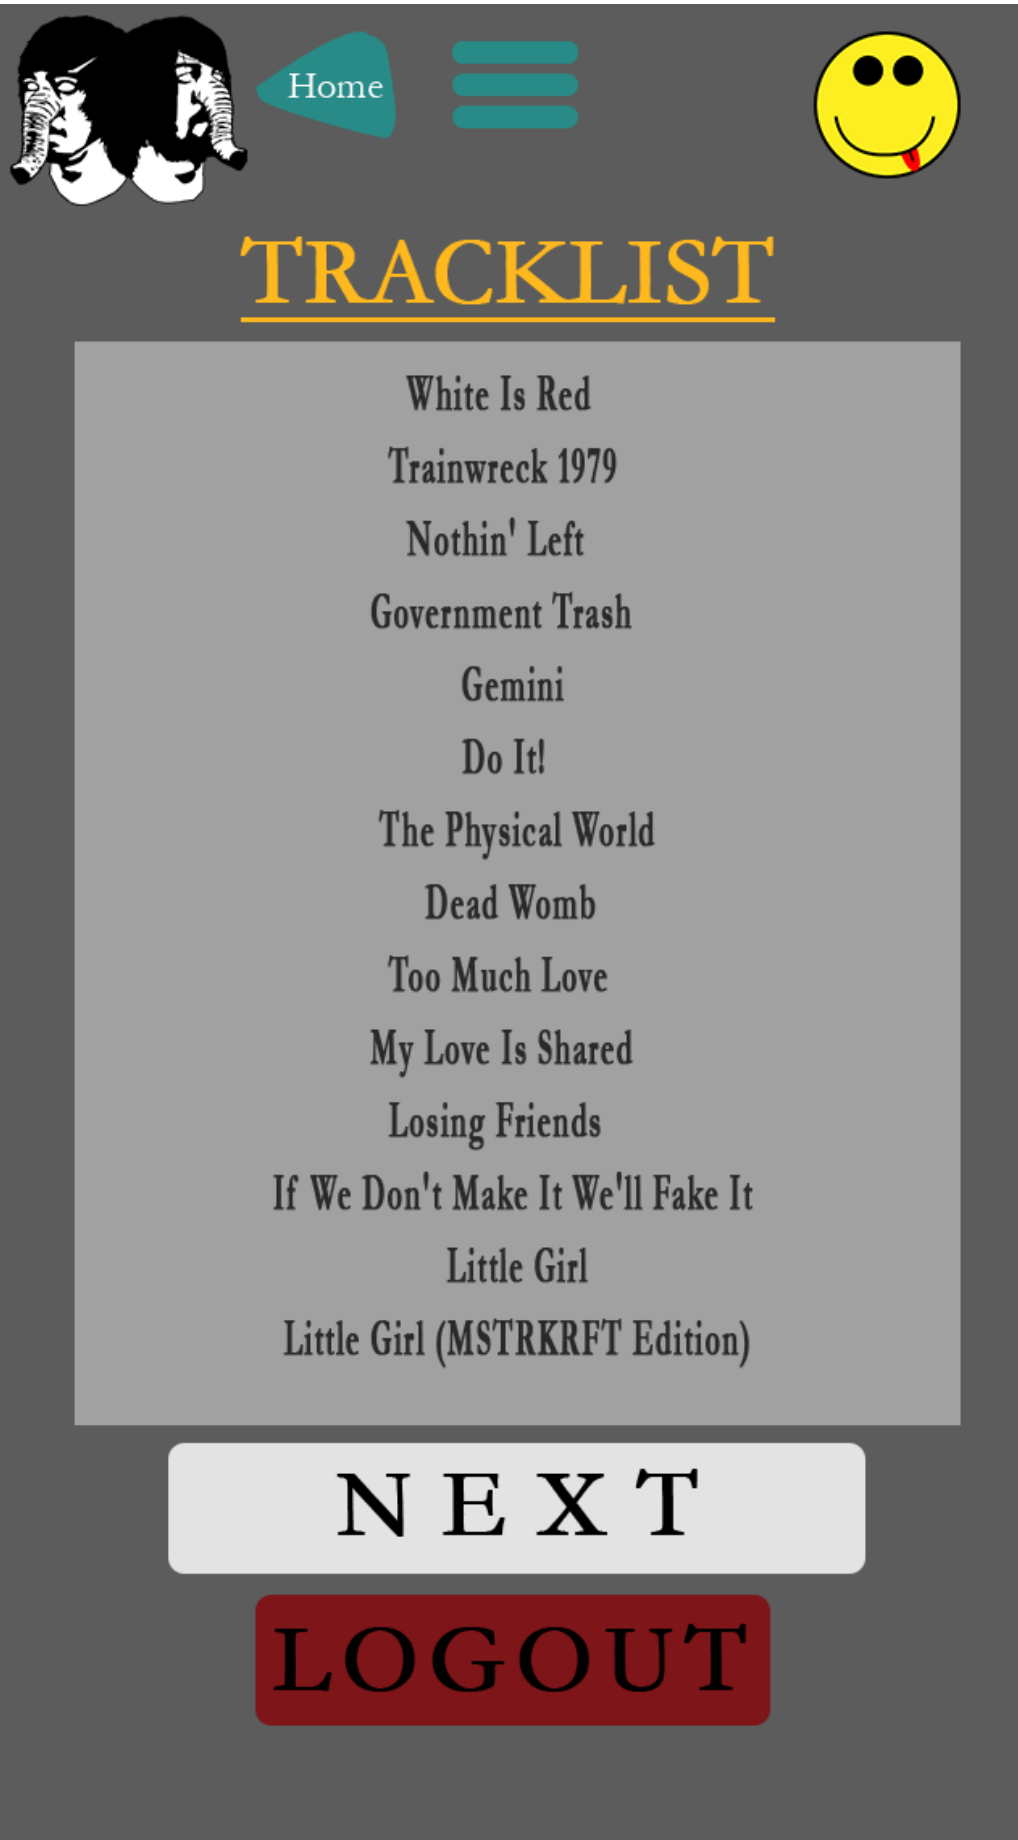 Home
TRACKLIST
White Is Red
Trainwreck 1979
Nothin' Left
Government Trash
Gemini
Do It!
The Physical World
Dead Womb
Too Much Love
My Love Is Shared
Losing Friends
If We Don't Make It We'll Fake It
Little Girl
Little Girl (MSTRKRFT Edition)
NEXT
LOGOUT